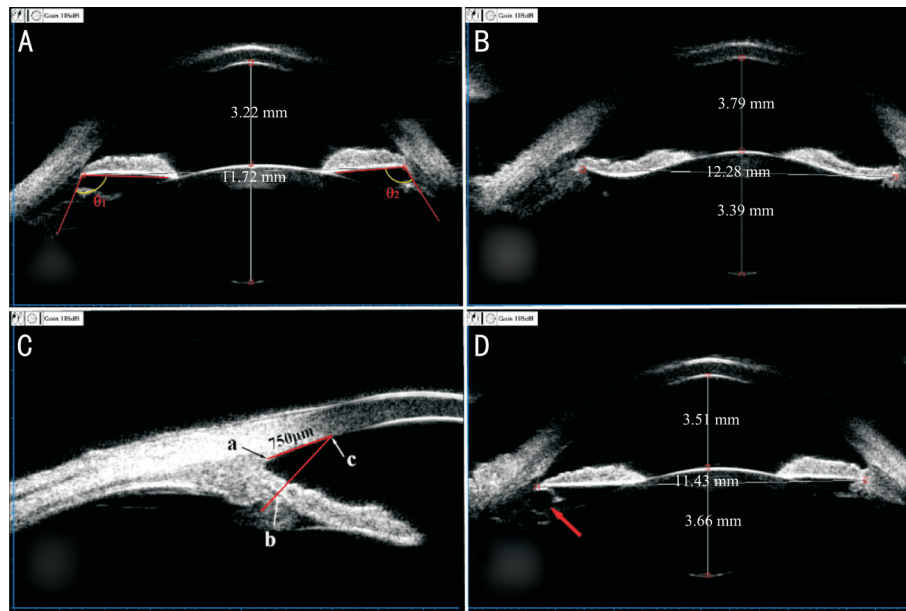 Gain 105dB
A
3.22 mm
11.72 mm
θ1
θ2
Gain 105dB
B
3.79 mm
12.28 mm
3.39 mm
Gain 105dB
C
a
750μm
c
b
Gain 105dB
D
3.51 mm
11.43 mm
3.66 mm